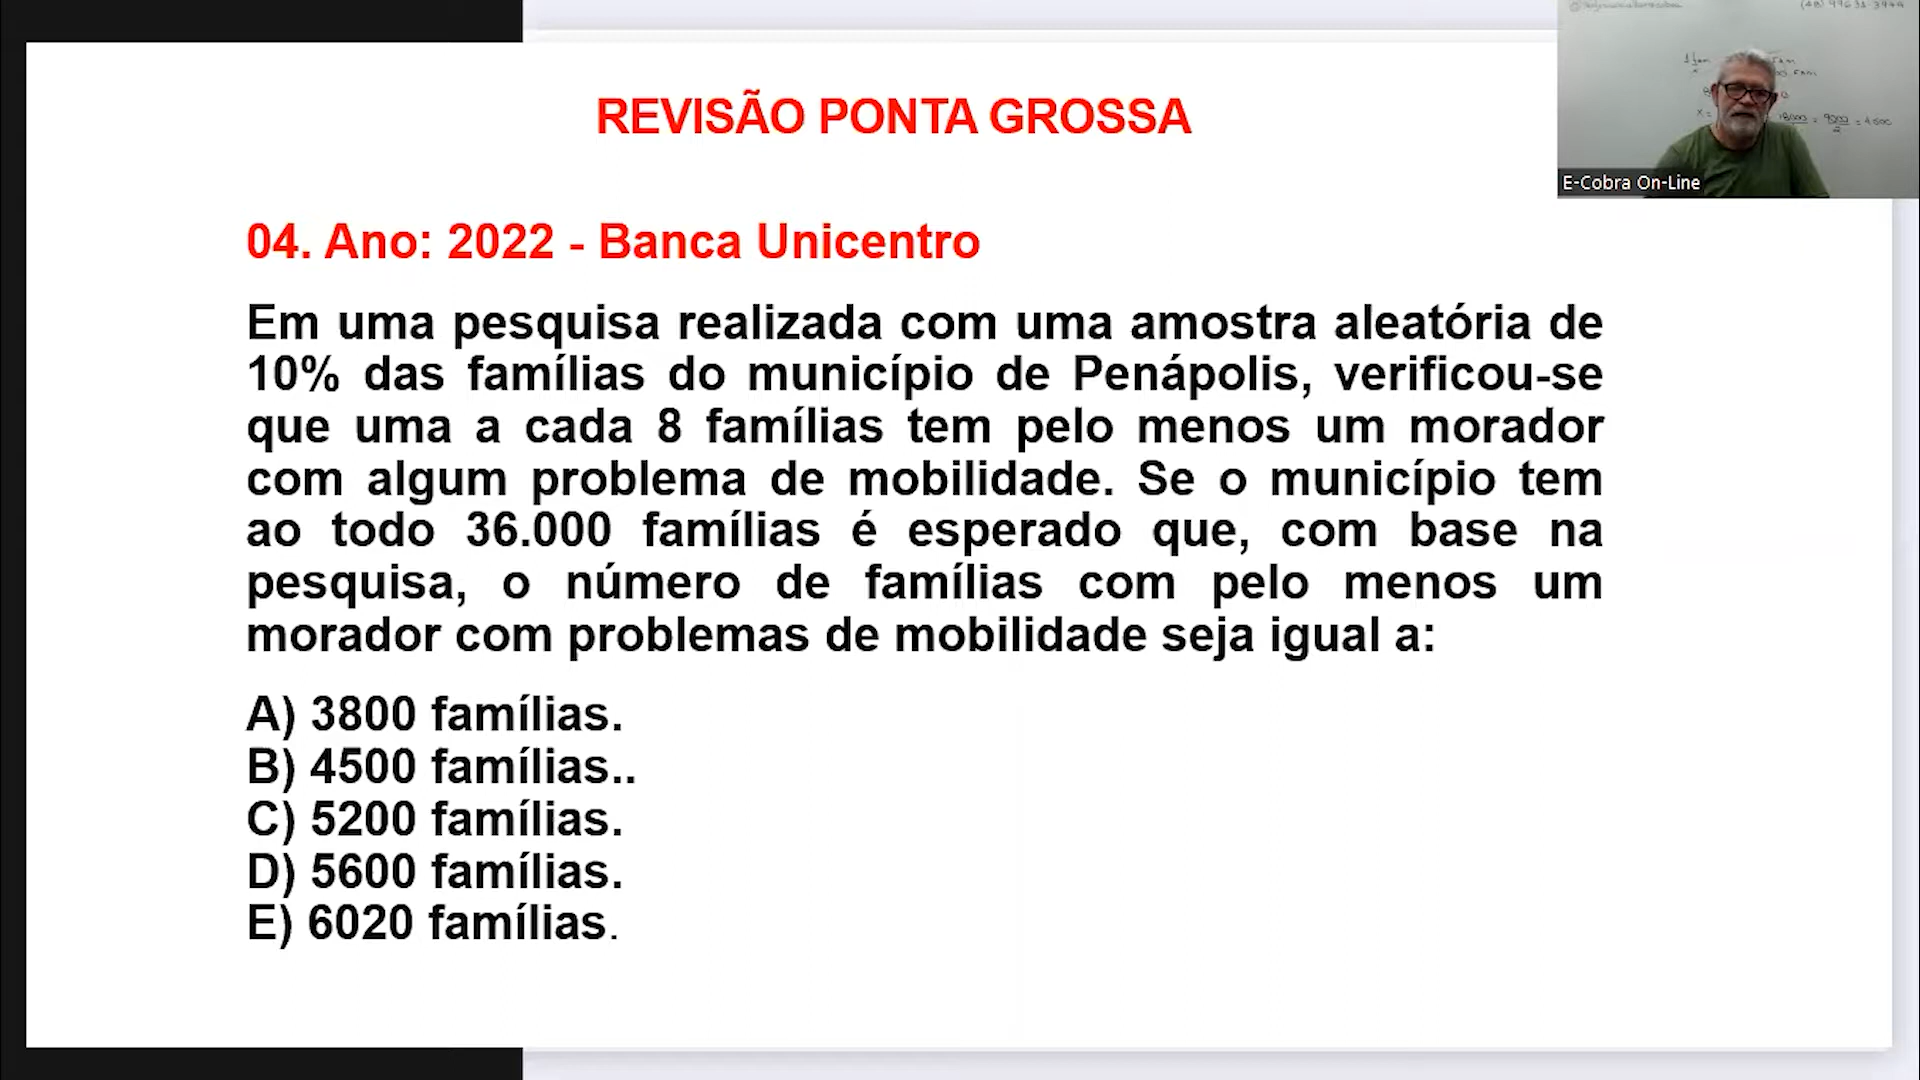 REVISÃO PONTA GROSSA
04. Ano: 2022 - Banca Unicentro
Em uma pesquisa realizada com uma amostra aleatória de
10% das famílias do município de Penápolis, verificou-se
que uma a cada 8 famílias tem pelo menos um morador
com algum problema de mobilidade. Se o município tem
ao todo 36.000 famílias é esperado que, com base na
pesquisa, o número de famílias com pelo menos um
morador com problemas de mobilidade seja igual a:
A) 3800 famílias.
B) 4500 famílias..
C) 5200 famílias.
D) 5600 famílias.
E) 6020 famílias.
E-Cobra On-Line